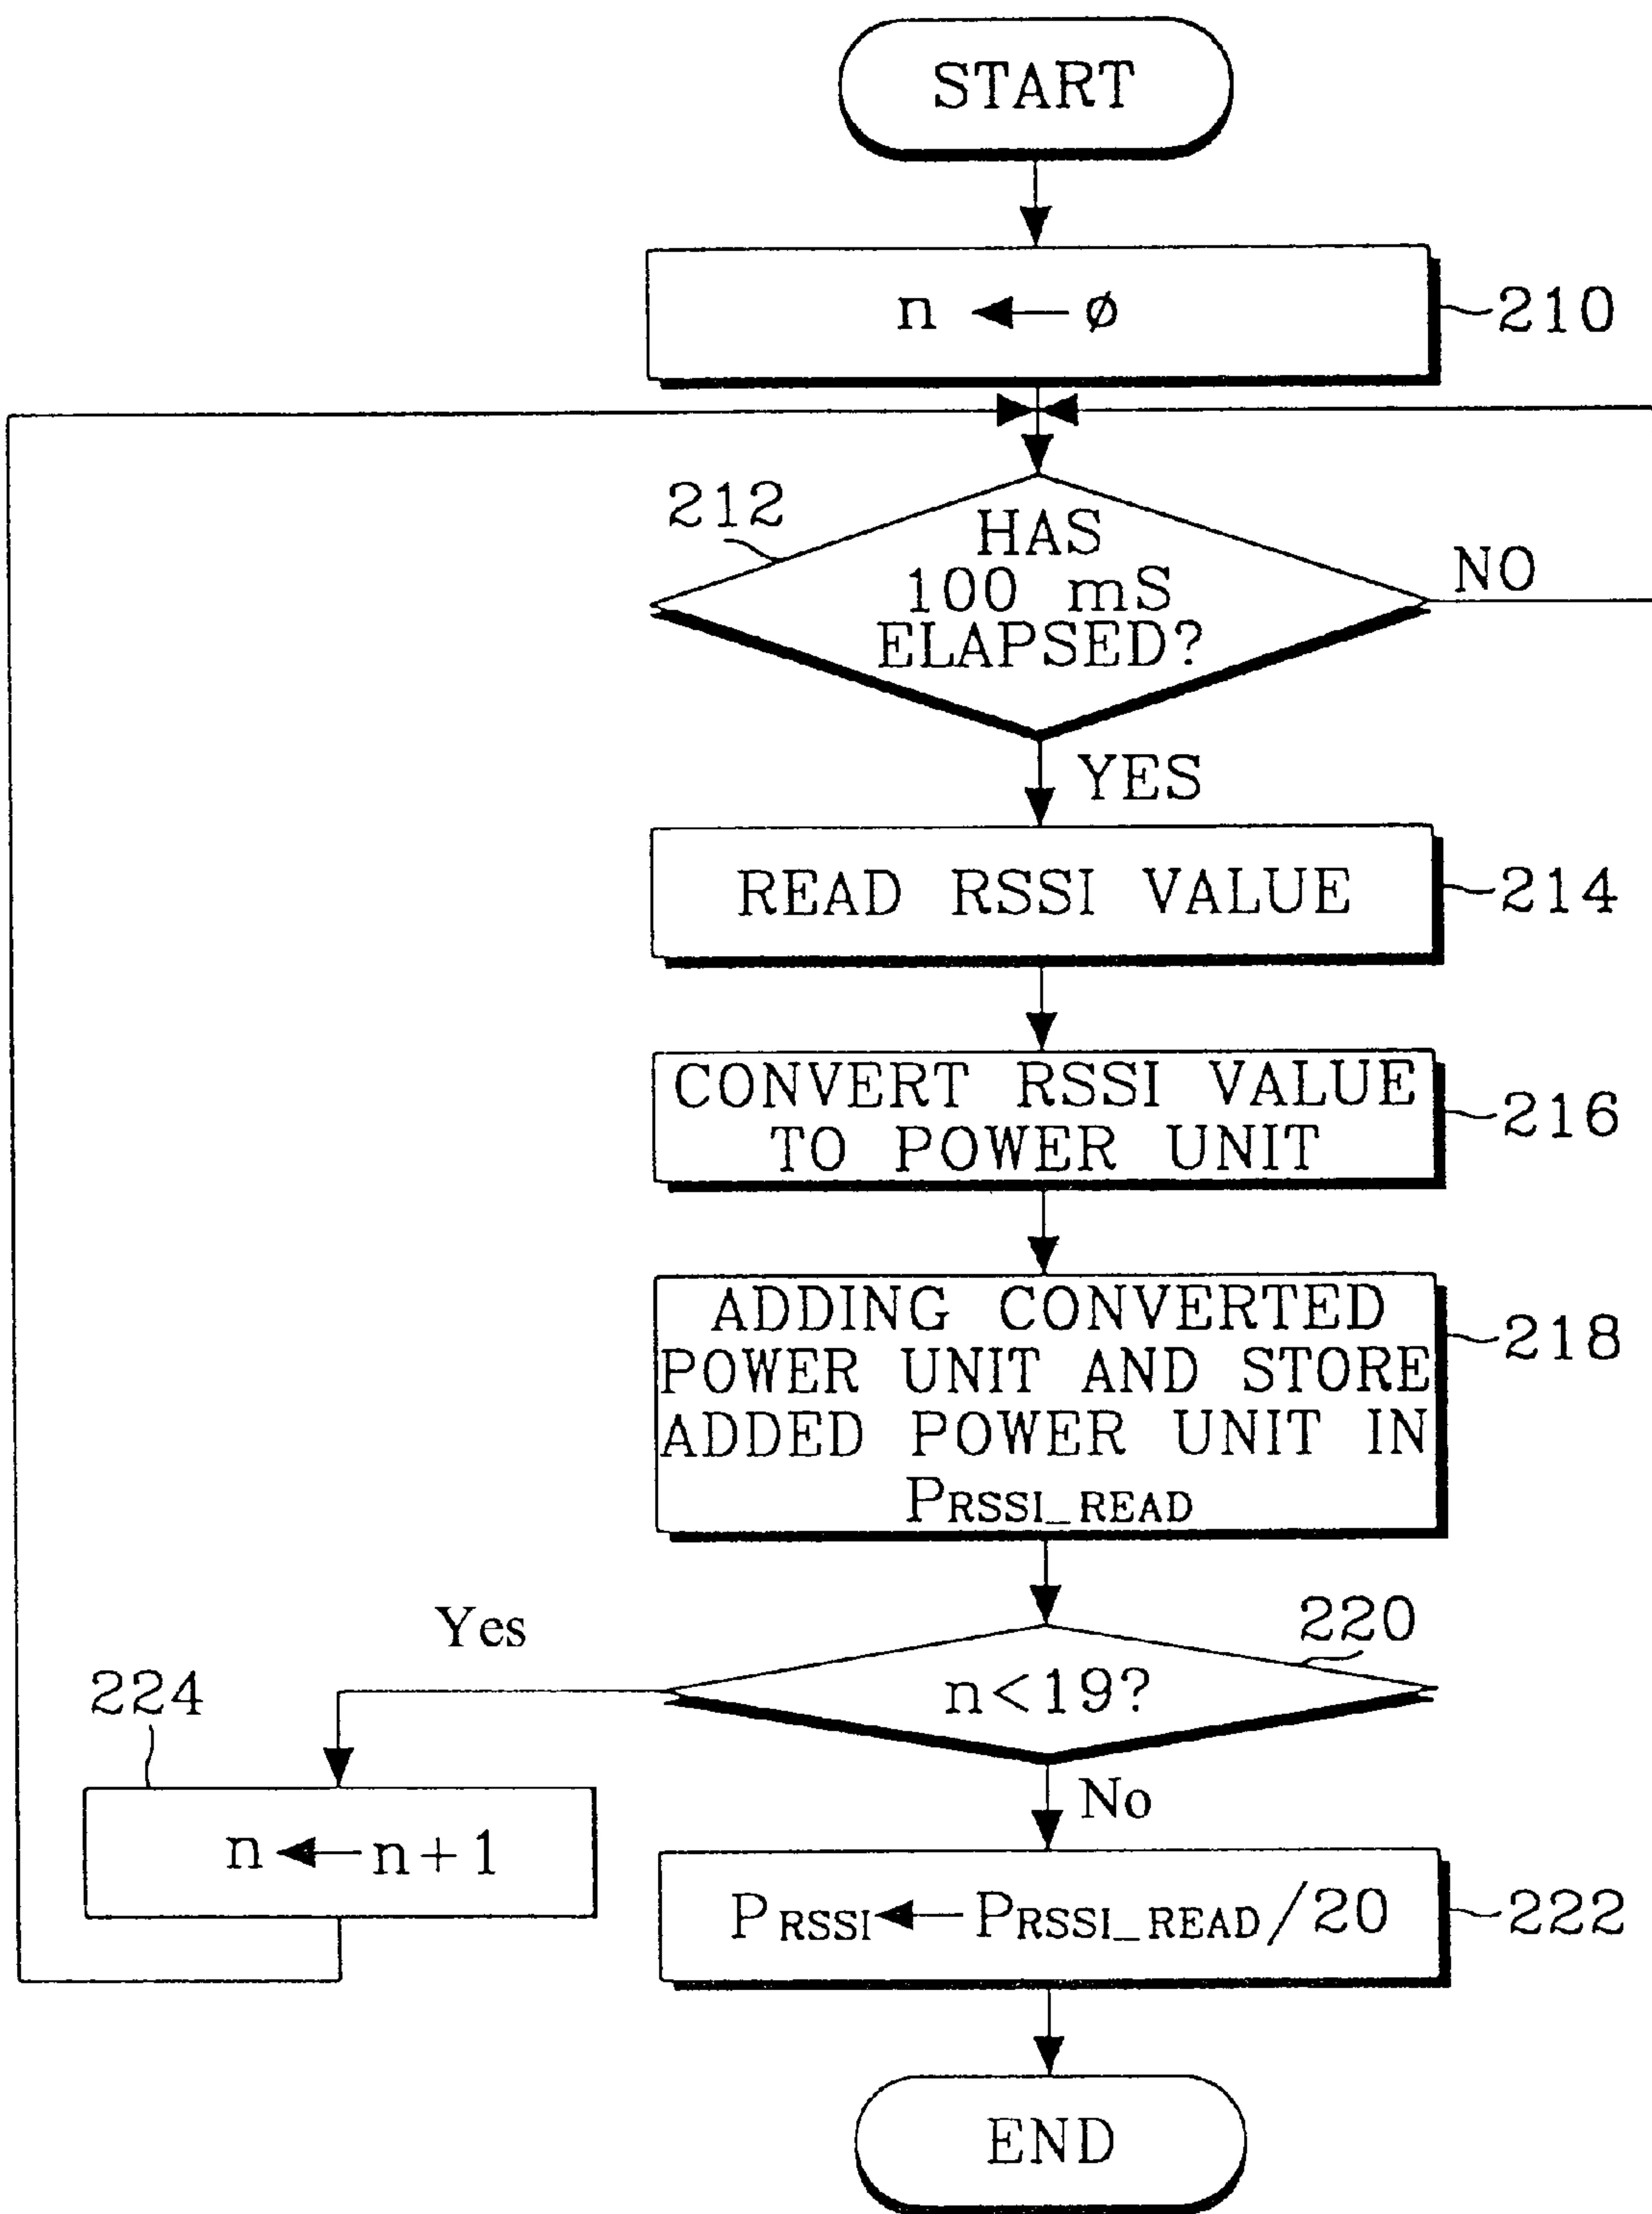 START
n ← ø
210
212
HAS
100 mS
ELAPSED?
NO
YES
READ RSSI VALUE
214
CONVERT RSSI VALUE
TO POWER UNIT
216
ADDING CONVERTED
POWER UNIT AND STORE
ADDED POWER UNIT IN
PRSSI_READ
218
Yes
220
n<19?
224
No
n ← n+1
PRSSI ← PRSSI_READ/20
222
END